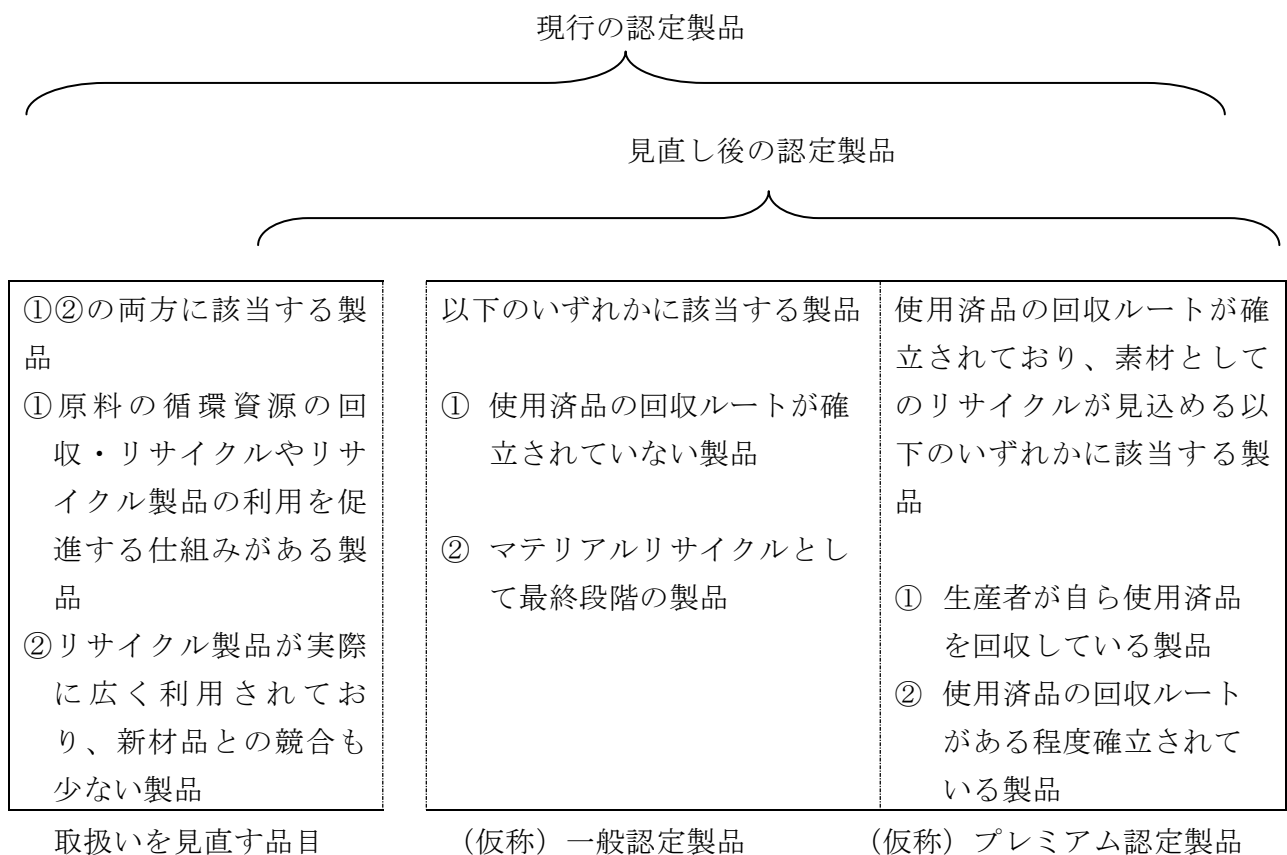 現行の認定製品
見直し後の認定製品
①②の両方に該当する製
品
①原料の循環資源の回
収・リサイクルやリサ
イクル製品の利用を促
進する仕組みがある製
品
②リサイクル製品が実際
に広く利用されてお
り、新材品との競合も
少ない製品
以下のいずれかに該当する製品
① 使用済品の回収ルートが確
立されていない製品
② マテリアルリサイクルとし
て最終段階の製品
使用済品の回収ルートが確
立されており、素材として
のリサイクルが見込める以
下のいずれかに該当する製
品
① 生産者が自ら使用済品
を回収している製品
② 使用済品の回収ルート
がある程度確立されて
いる製品
取扱いを見直す品目
（仮称）一般認定製品
（仮称）プレミアム認定製品